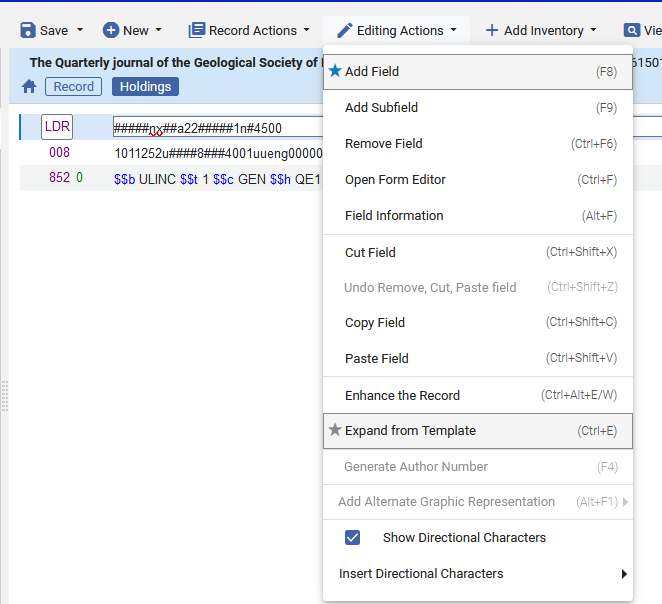 Save New Record Actions Editing Actions Add Inventory Vie
The Quarterly journal of the Geological Society of
Record Holdings
LDR #####nx##a22#####1n#4500
008 1011252u####8###4001uueng00000
852 0 $$b ULINC $$t 1 $$c GEN $$h QE1
Add Field (F8)
Add Subfield (F9)
Remove Field (Ctrl+F6)
Open Form Editor (Ctrl+F)
Field Information (Alt+F)
Cut Field (Ctrl+Shift+X)
Undo Remove, Cut, Paste field (Ctrl+Shift+Z)
Copy Field (Ctrl+Shift+C)
Paste Field (Ctrl+Shift+V)
Enhance the Record (Ctrl+Alt+E/W)
Expand from Template (Ctrl+E)
Generate Author Number (F4)
Add Alternate Graphic Representation (Alt+F1)
Show Directional Characters
Insert Directional Characters